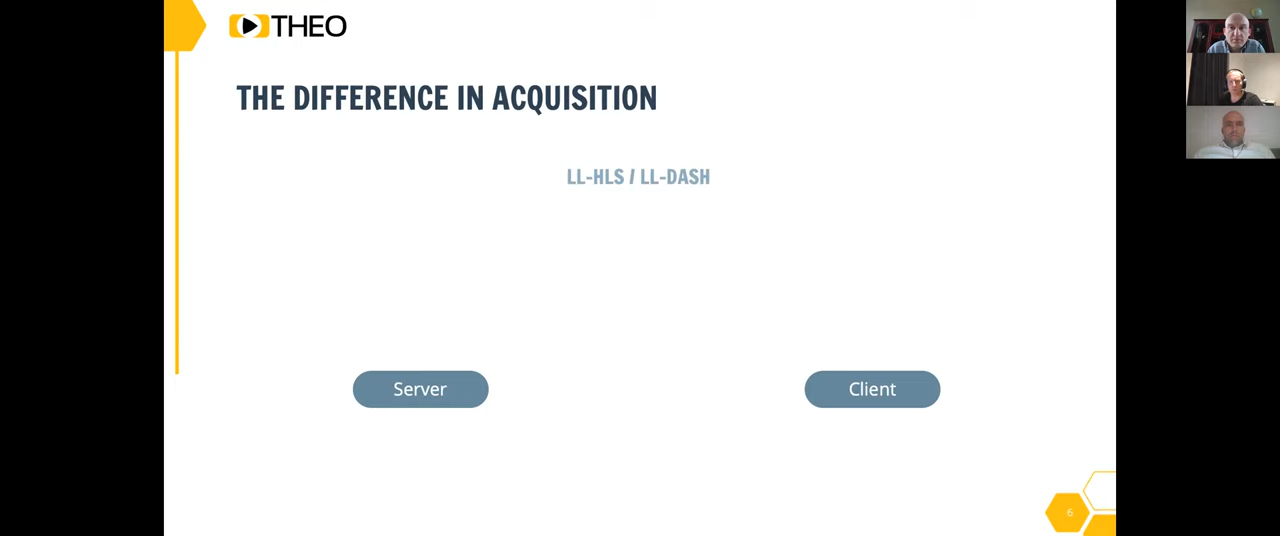 THEO
THE DIFFERENCE IN ACQUISITION
LL-HLS / LL-DASH
Server
Client
6